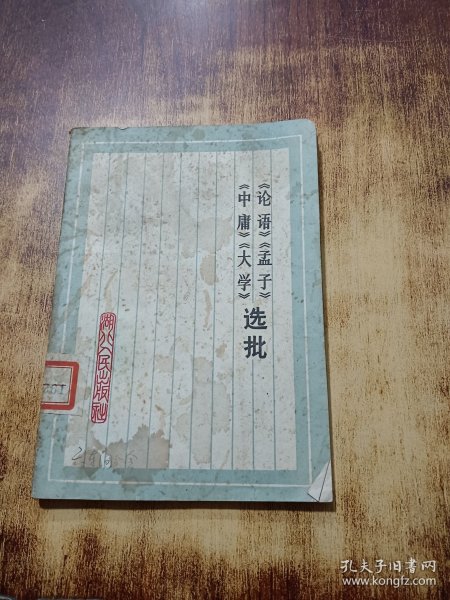 《论语》《孟子》
《中庸》《大学》
选批
湖北人民出版社
孔夫子旧书网
www.kongfz.com